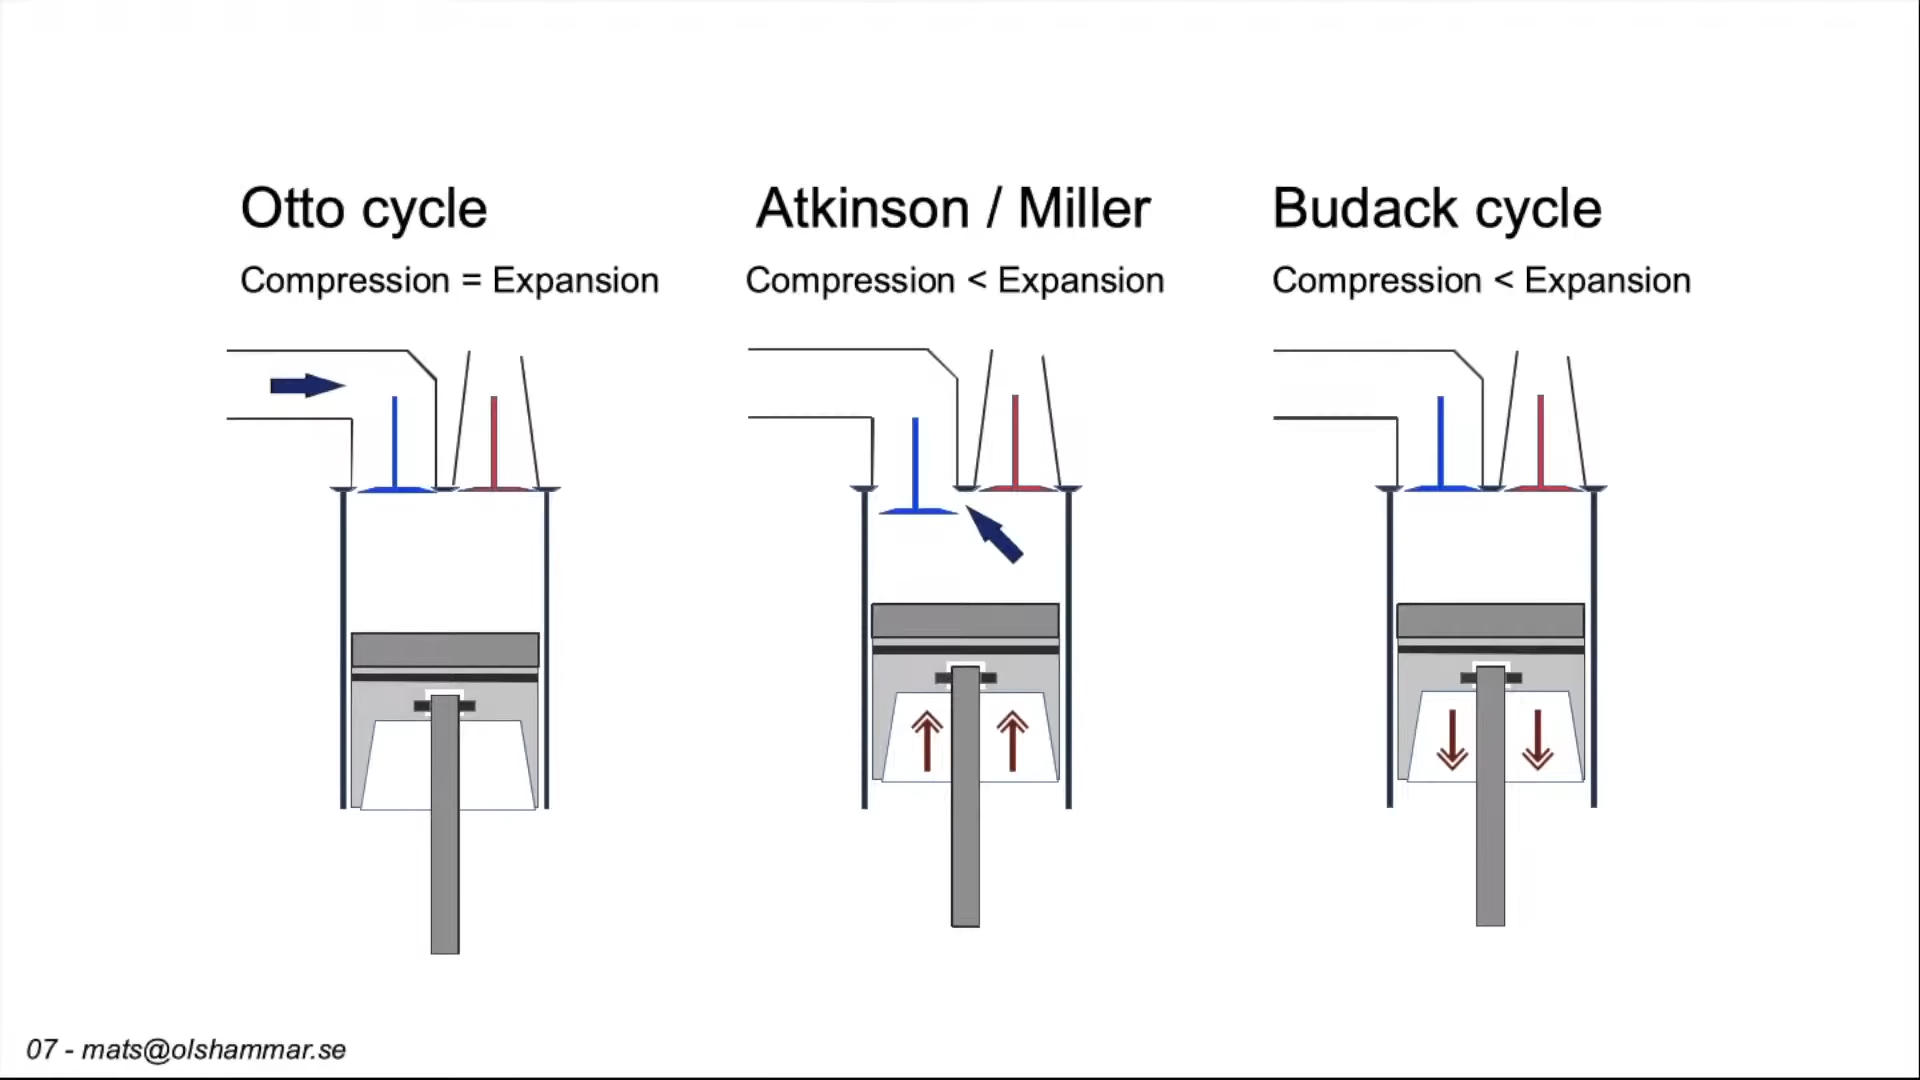 Otto cycle
Compression = Expansion
Atkinson / Miller
Compression < Expansion
Budack cycle
Compression < Expansion
07 - mats@olshammar.se